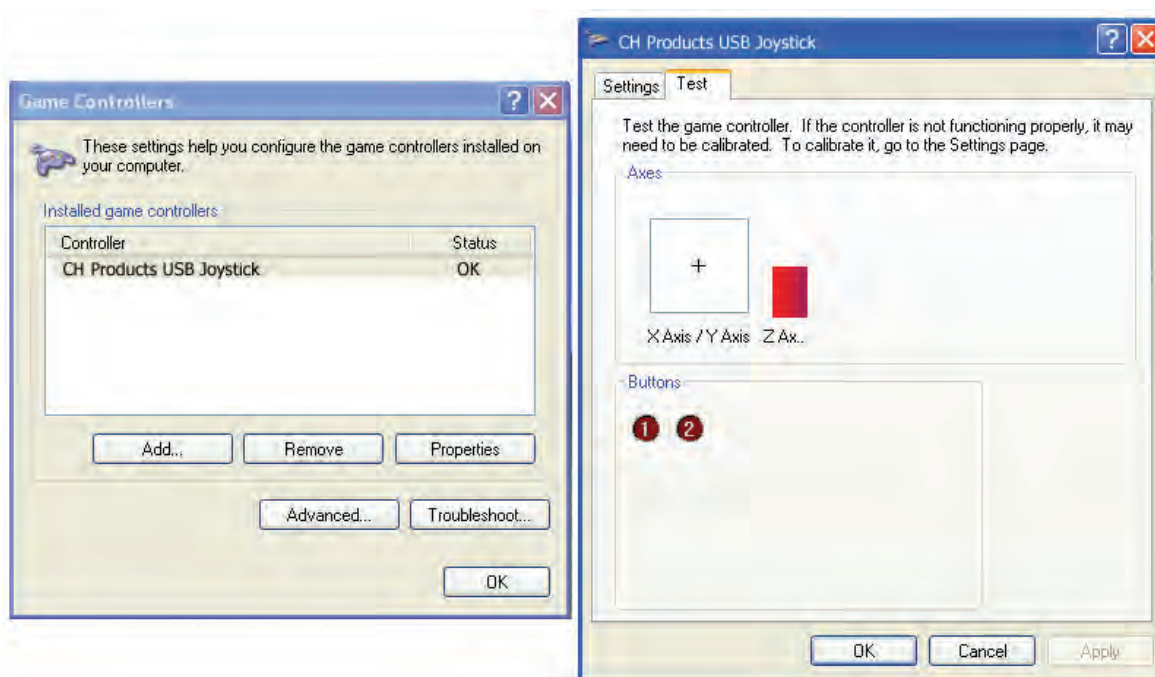 Game Controllers
These settings help you configure the game controllers installed on
your computer.
Installed game controllers
Controller Status
CH Products USB Joystick OK
Add... Remove Properties
Advanced... Troubleshoot...
OK
CH Products USB Joystick
Settings Test
Test the game controller. If the controller is not functioning properly, it may
need to be calibrated. To calibrate it, go to the Settings page.
Axes
X Axis / Y Axis Z Ax..
Buttons
1 2
OK Cancel Apply